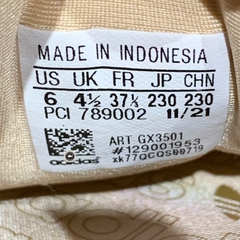 MADE IN INDONESIA
US UK FR JP CHN
6 4½ 37⅓ 230 230
PCI 789002 11/21
ART GX3501
#129001953
xk77QCQS00719
adidas